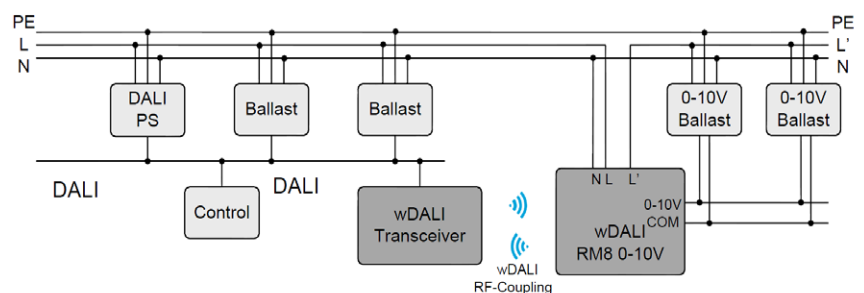 PE
L
N
PE
L'
N
DALI
PS
Ballast
Ballast
0-10V
Ballast
0-10V
Ballast
DALI
DALI
Control
wDALI
Transceiver
wDALI
RF-Coupling
N L L'
0-10V
COM
wDALI
RM8 0-10V